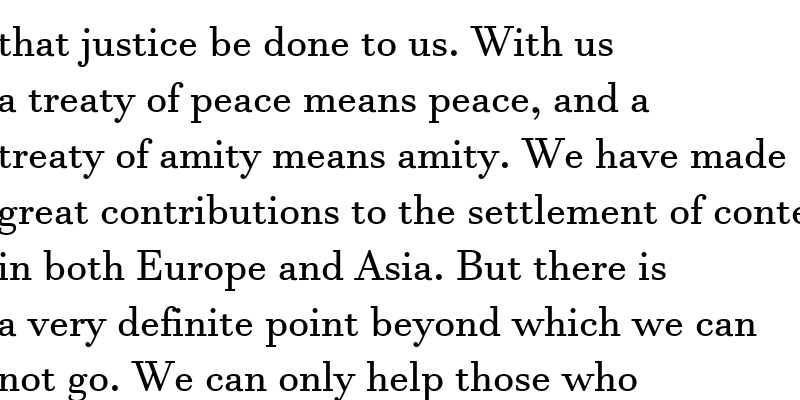 that justice be done to us. With us
a treaty of peace means peace, and a
treaty of amity means amity. We have made
great contributions to the settlement of
in both Europe and Asia. But there is
a very definite point beyond which we can
not go. We can only help those who